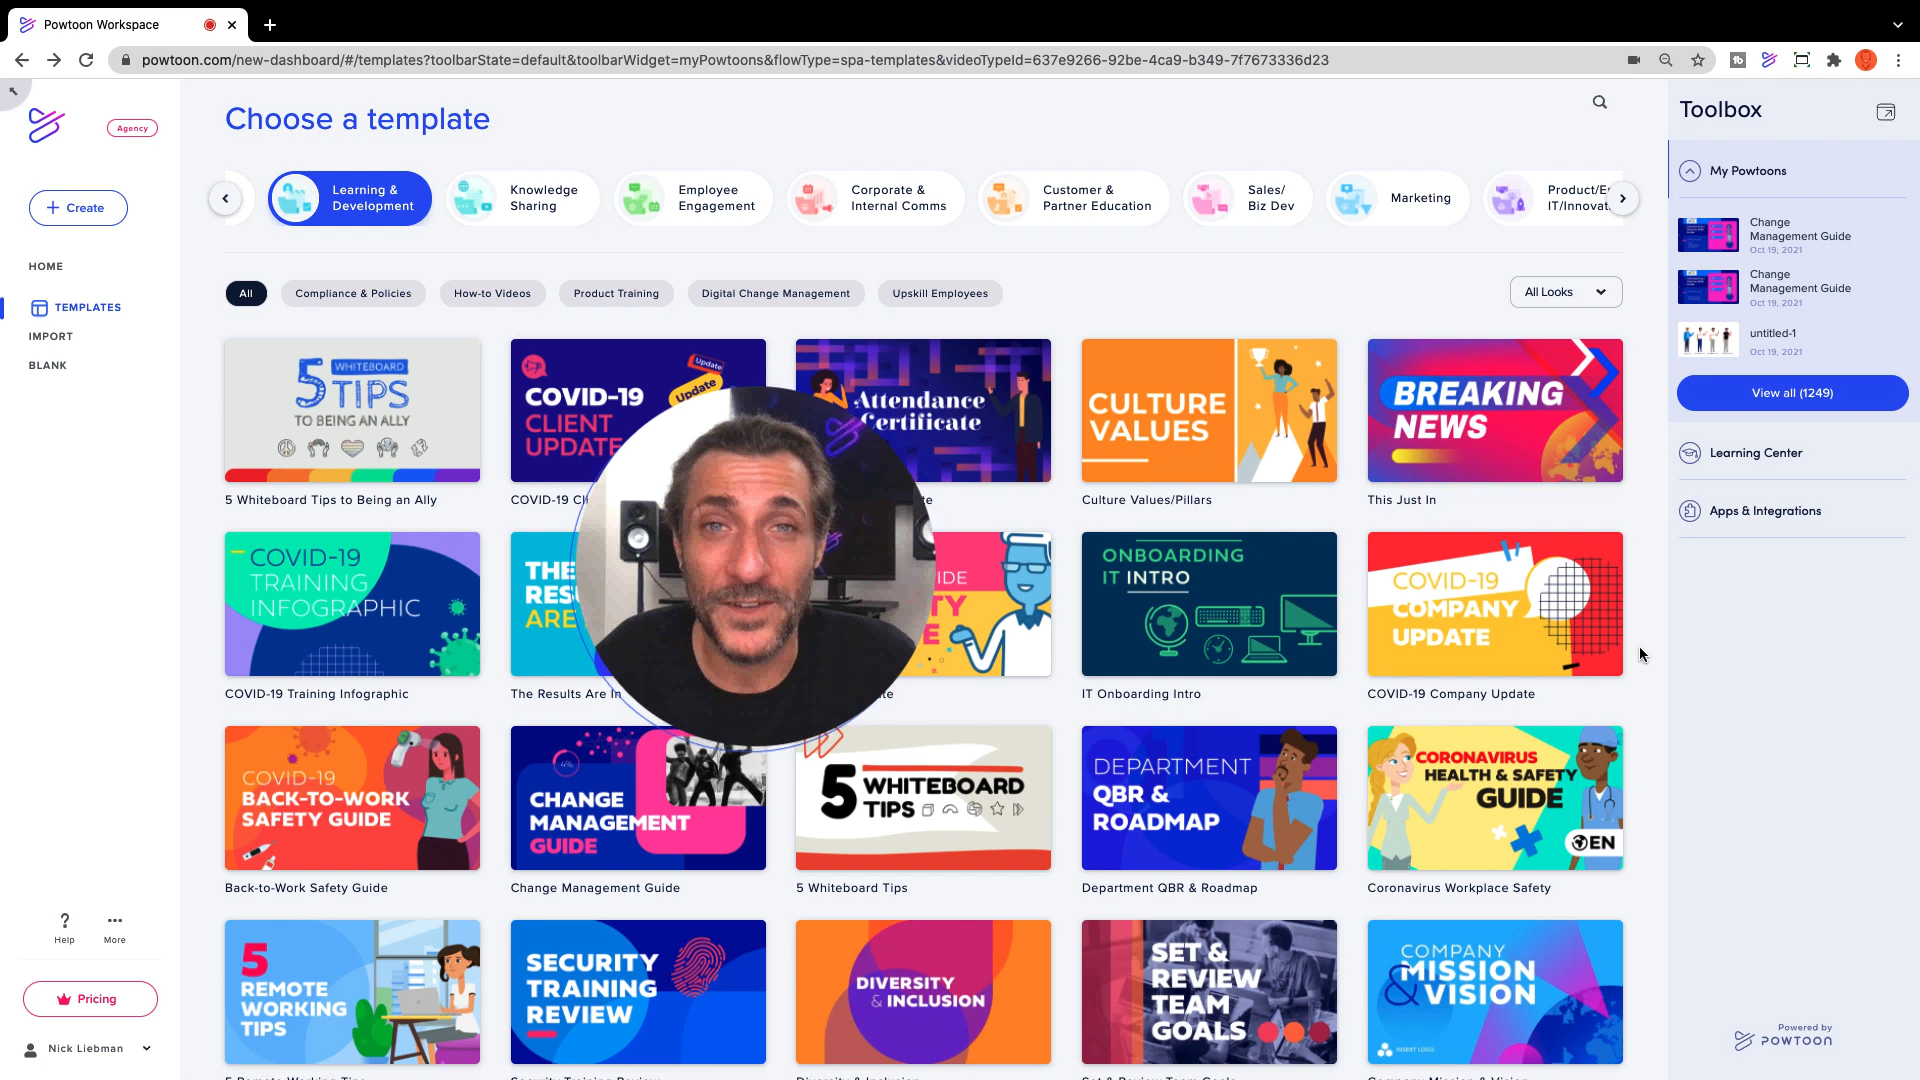 Powtoon Workspace
powtoon.com/new-dashboard/#/templates?toolbarState=default&toolbarWidget=myPowtoons&flowType=spa-templates&videoTypeId=637e9266-92be-4ca9-b349-7f7673336d23
Agency
Create
HOME
TEMPLATES
IMPORT
BLANK
?
Help
More
Pricing
Nick Liebman
Choose a template
Learning &
Development
Knowledge
Sharing
Employee
Engagement
Corporate &
Internal Comms
Customer &
Partner Education
Sales/
Biz Dev
Marketing
All
Compliance & Policies
How-to Videos
Product Training
Digital Change Management
Upskill Employees
All Looks
5 WHITEBOARD
TIPS
TO BEING AN ALLY
5 Whiteboard Tips to Being an Ally
Update
Update
COVID-19
CLIENT
UPDATE
COVID-19
Attendance
Certificate
CULTURE
VALUES
Culture Values/Pillars
BREAKING
NEWS
This Just In
COVID-19
TRAINING
INFOGRAPHIC
COVID-19 Training Infographic
THE
ARE
The Results Are In
ONBOARDING
IT INTRO
IT Onboarding Intro
COVID-19
COMPANY
UPDATE
COVID-19 Company Update
COVID-19
BACK-TO-WORK
SAFETY GUIDE
Back-to-Work Safety Guide
4%
CHANGE
MANAGEMENT
GUIDE
Change Management Guide
5 WHITEBOARD
TIPS
5 Whiteboard Tips
DEPARTMENT
QBR &
ROADMAP
Department QBR & Roadmap
CORONAVIRUS
HEALTH & SAFETY
GUIDE
EN
Coronavirus Workplace Safety
5
REMOTE
WORKING
TIPS
SECURITY
TRAINING
REVIEW
DIVERSITY
& INCLUSION
SET &
REVIEW
TEAM
GOALS
COMPANY
MISSION
& VISION
INSERT LOGO
Toolbox
My Powtoons
Change
Management Guide
Oct 19, 2021
Change
Management Guide
Oct 19, 2021
untitled-1
Oct 19, 2021
View all (1249)
Learning Center
Apps & Integrations
Powered by
POWTOON